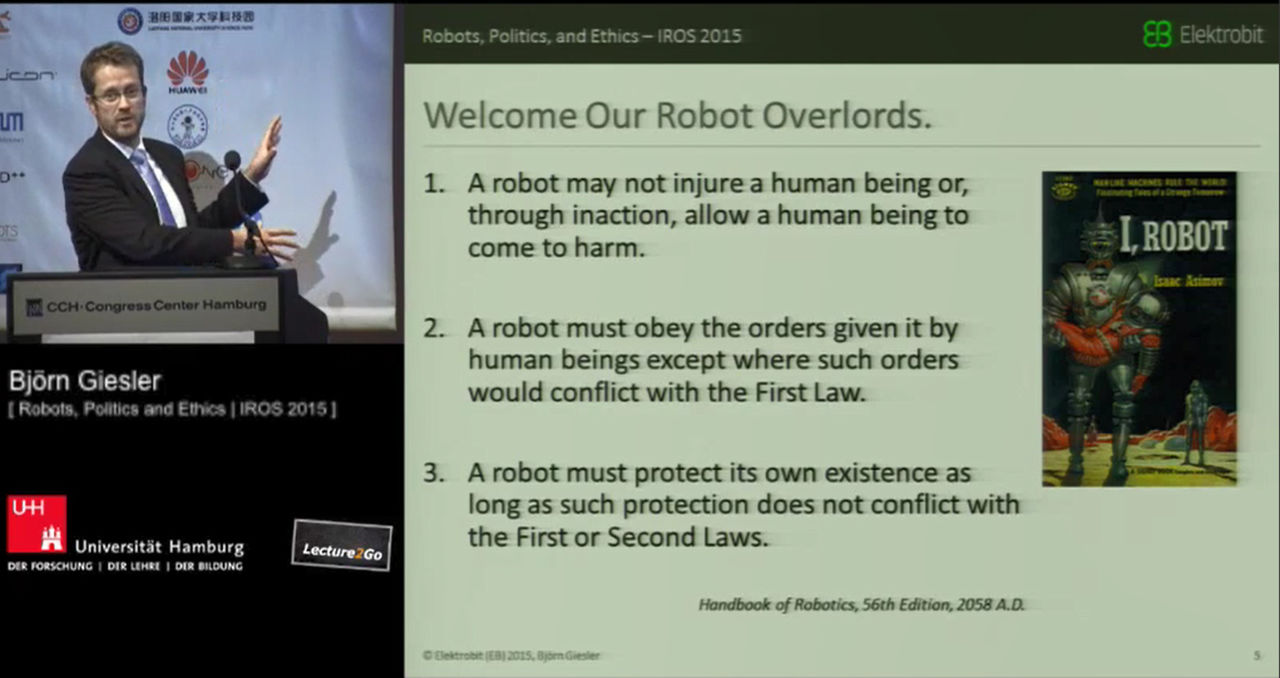 洛阳国家大学科技园
HUAWEI
D++
CCH·Congress Center Hamburg
Björn Giesler
[ Robots, Politics and Ethics | IROS 2015 ]
UHH
Universität Hamburg
DER FORSCHUNG | DER LEHRE | DER BILDUNG
Lecture2Go
Robots, Politics, and Ethics – IROS 2015
EB Elektrobit
Welcome Our Robot Overlords.
1. A robot may not injure a human being or,
through inaction, allow a human being to
come to harm.
2. A robot must obey the orders given it by
human beings except where such orders
would conflict with the First Law.
3. A robot must protect its own existence as
long as such protection does not conflict with
the First or Second Laws.
MAN-LIKE MACHINES RULE THE WORLD!
Fascinating Tales of a Strange Tomorrow
I, ROBOT
Isaac Asimov
Handbook of Robotics, 56th Edition, 2058 A.D.
© Elektrobit (EB) 2015, Björn Giesler
5